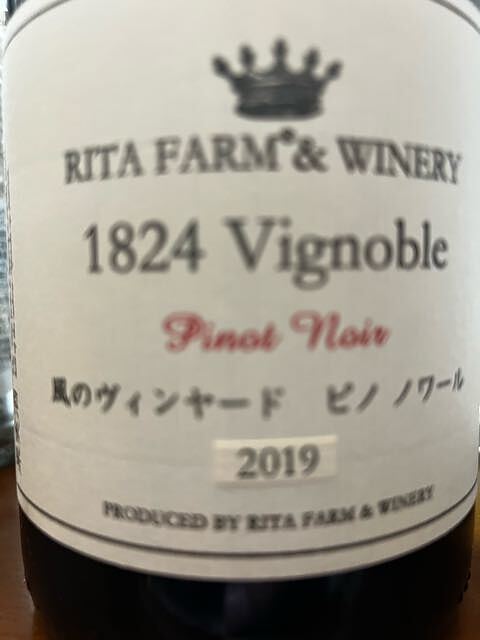 RITA FARM & WINERY
1824 Vignoble
Pinot Noir
風のヴィンヤード ピノ ノワール
2019
PRODUCED BY RITA FARM & WINERY